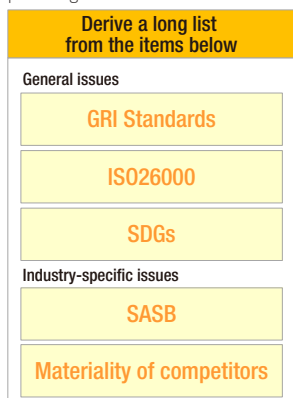 Derive a long list
from the items below
General issues
GRI Standards
ISO26000
SDGs
Industry-specific issues
SASB
Materiality of competitors